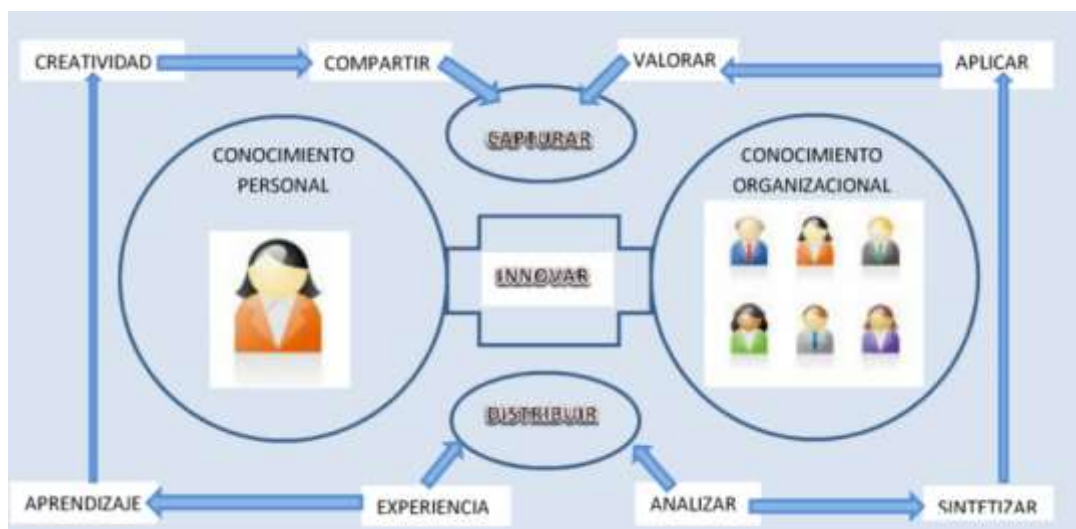 CREATIVIDAD
COMPARTIR
VALORAR
APLICAR
CAPTURAR
CONOCIMIENTO
PERSONAL
CONOCIMIENTO
ORGANIZACIONAL
INNOVAR
DISTRIBUIR
APRENDIZAJE
EXPERIENCIA
ANALIZAR
SINTETIZAR